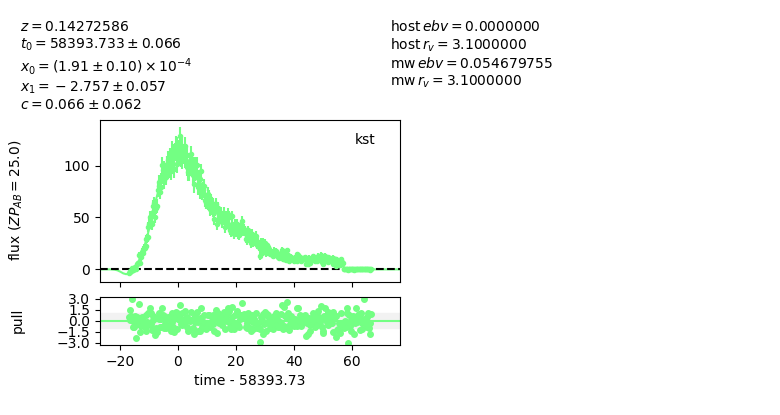 z = 0.14272586
t₀ = 58393.733 ± 0.066
x₀ = (1.91 ± 0.10) × 10⁻⁴
x₁ = −2.757 ± 0.057
c = 0.066 ± 0.062
host ebv = 0.0000000
host r_v = 3.1000000
mw ebv = 0.054679755
mw r_v = 3.1000000
kst
flux (ZP_AB = 25.0)
100
50
0
pull
3.0
1.5
0.0
−1.5
−3.0
−20 0 20 40 60
time - 58393.73